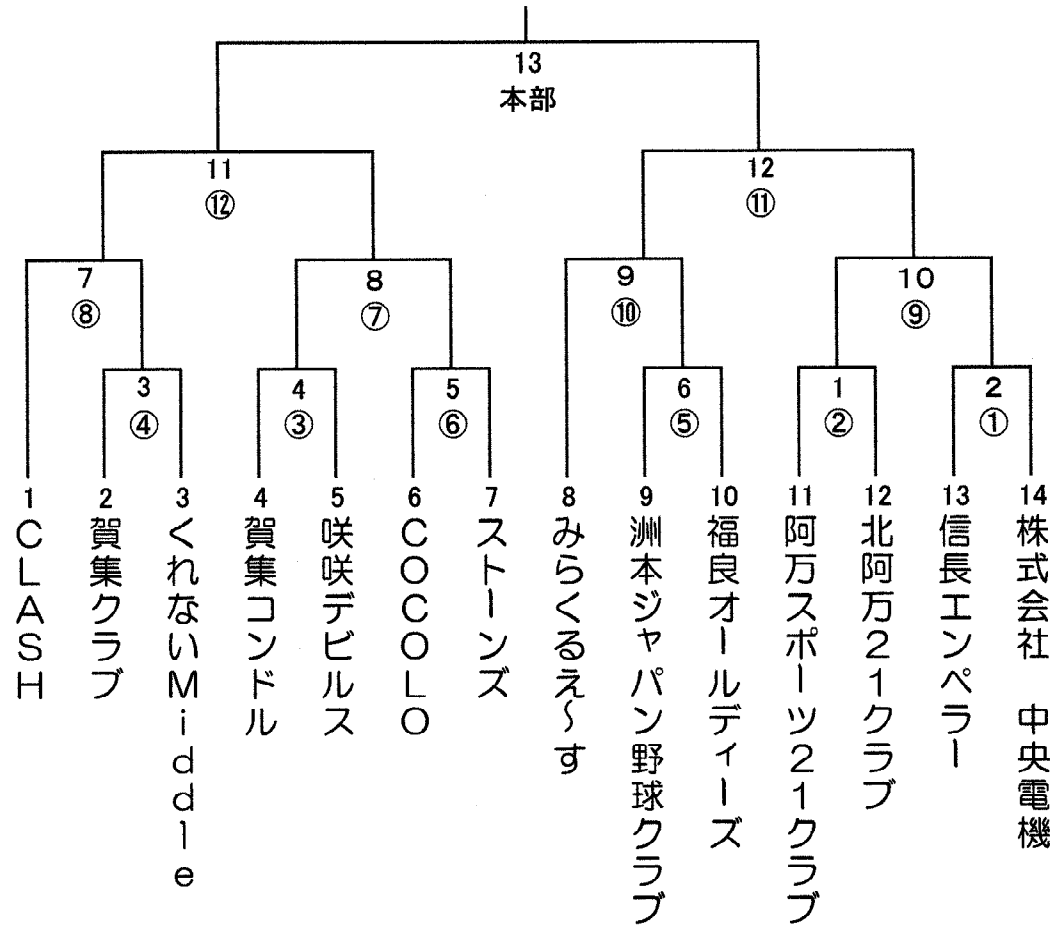 13
本部
11
⑫
12
⑪
7
⑧
8
⑦
9
⑩
10
⑨
3
④
4
③
5
⑥
6
⑤
1
②
2
①
1
CLASH
2
賀集クラブ
3
くれないMiddle
4
賀集コンドル
5
咲咲デビルス
6
COCOLO
7
ストーンズ
8
みらくるえ～す
9
洲本ジャパン野球クラブ
10
福良オールディーズ
11
阿万スポーツ21クラブ
12
北阿万21クラブ
13
信長エンペラー
14
株式会社 中央電機